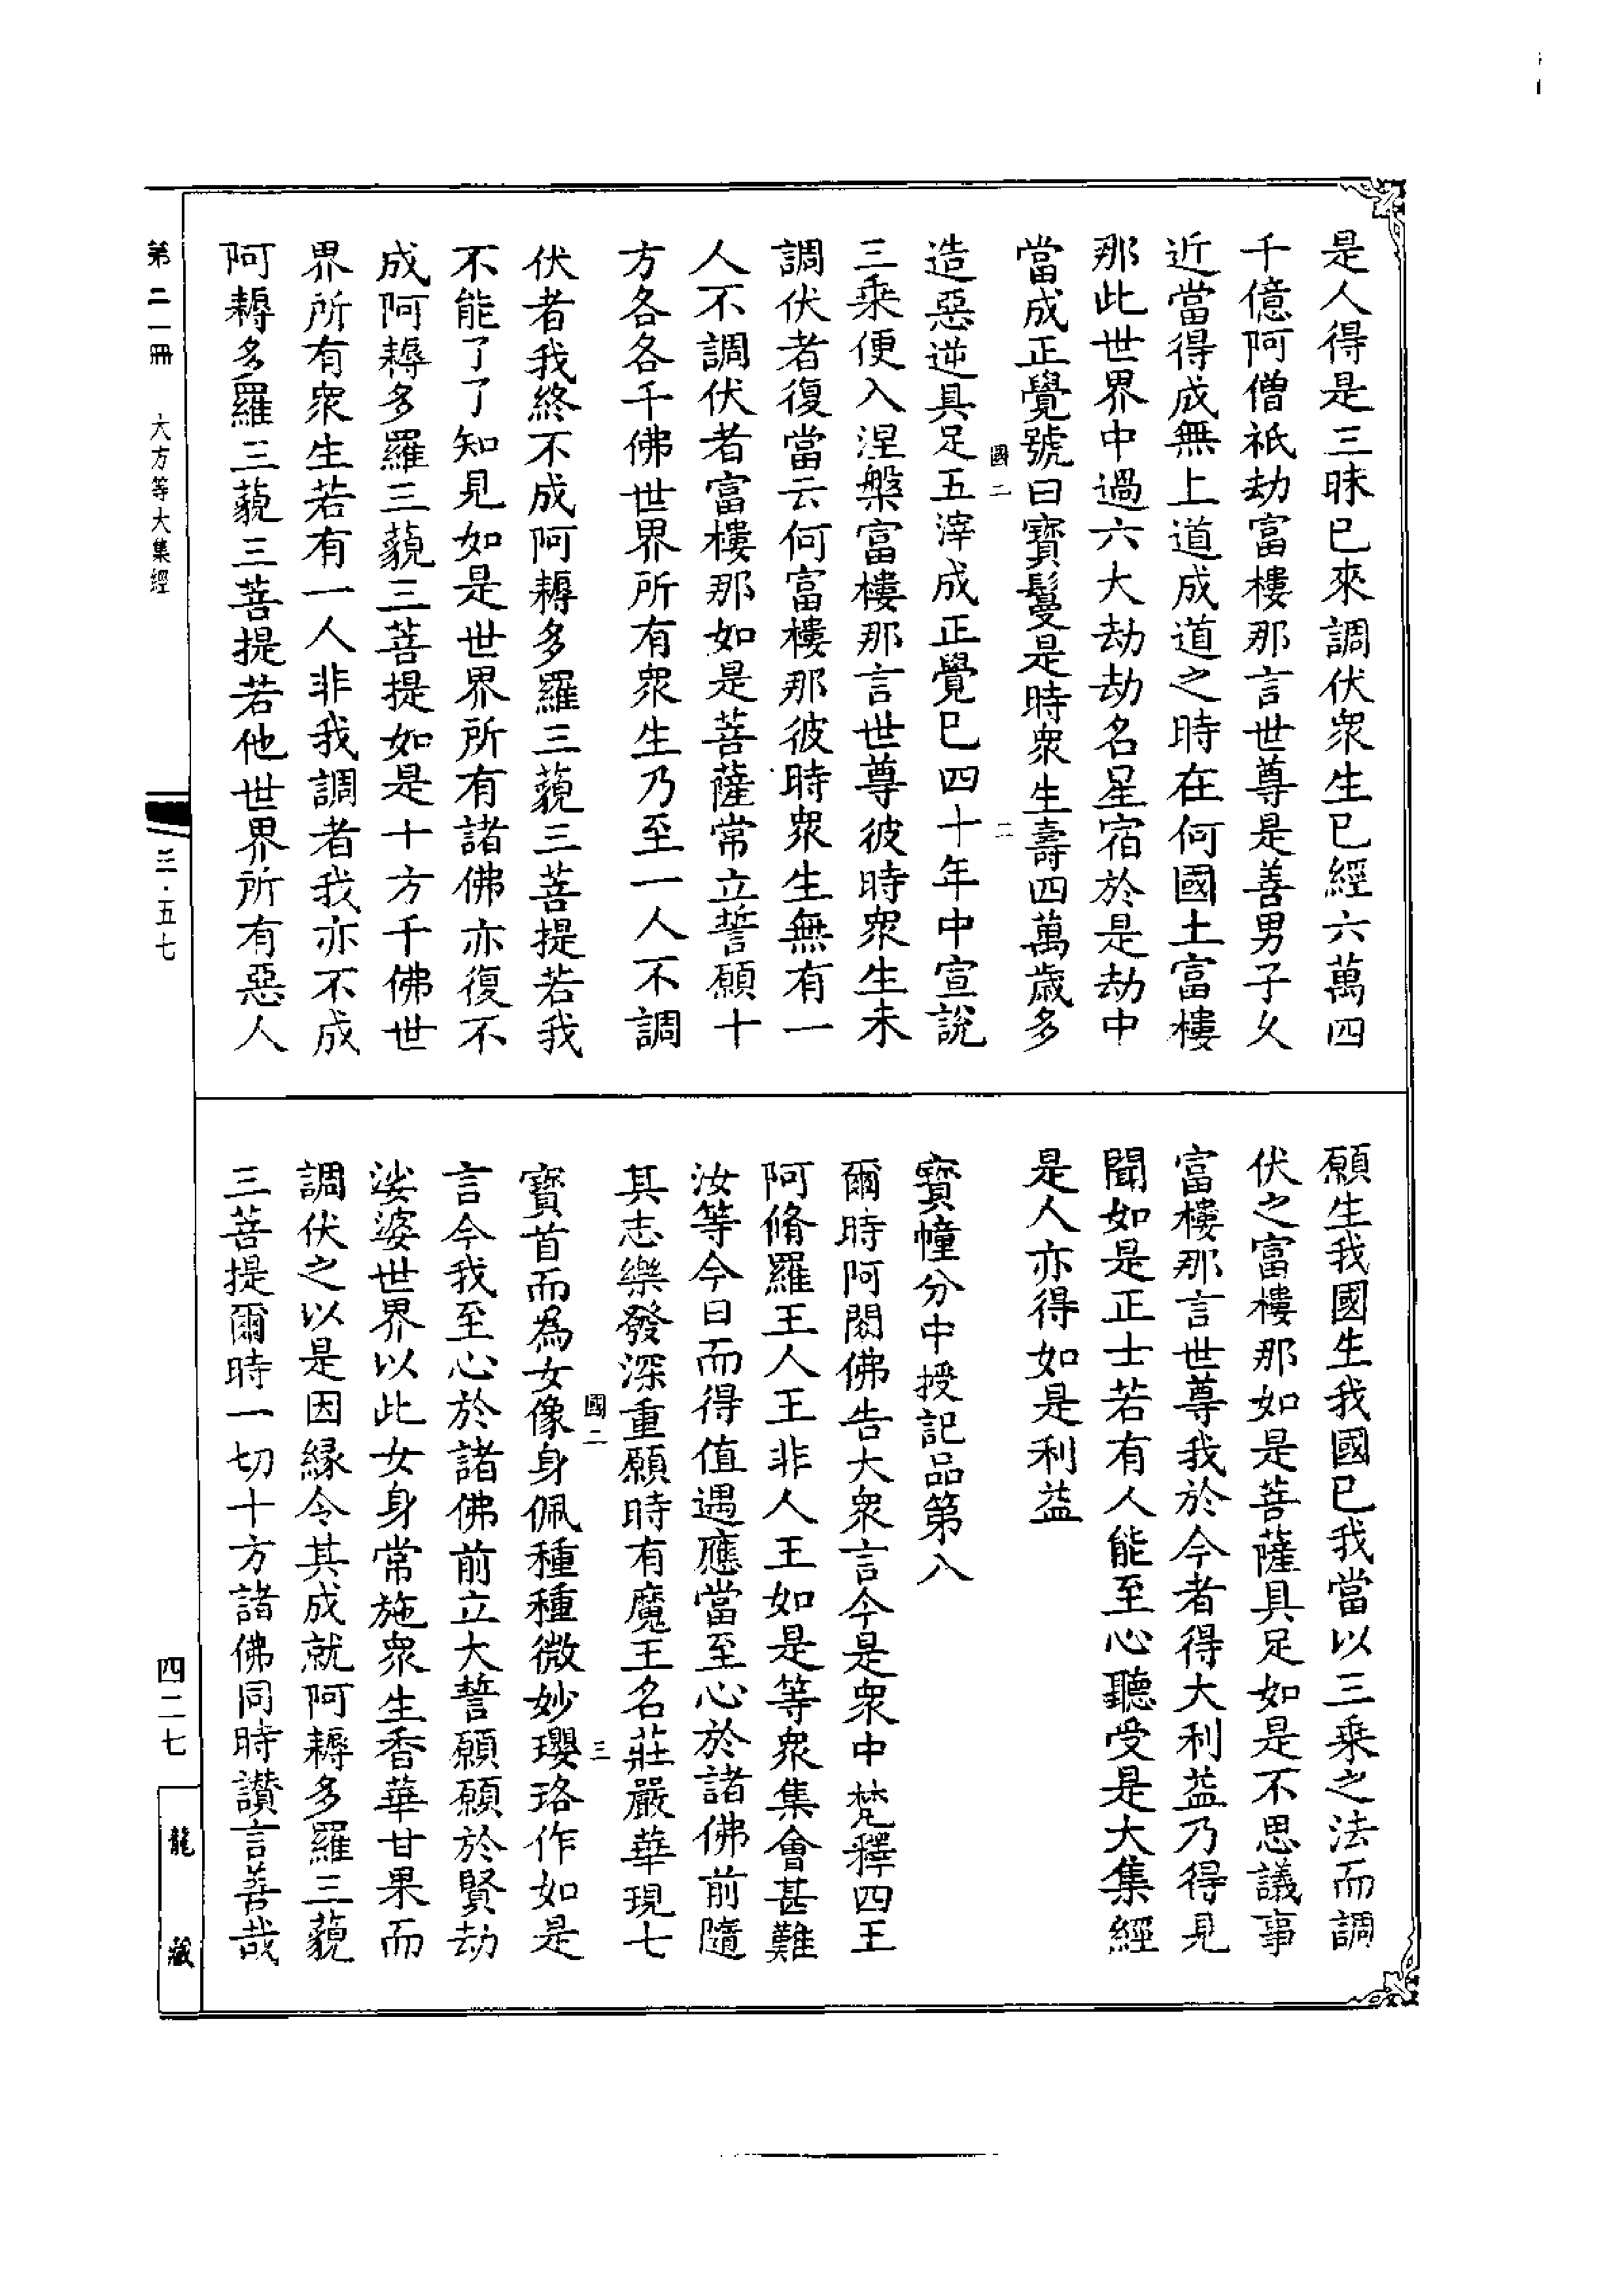 是人得是三昧已來調伏衆生已經六萬四
千億阿僧祇劫富樓那言世尊是善男子久
近當得成無上道成道之時在何國土富樓
那此世界中過六大劫劫名星宿於是劫中
當成正覺號曰寶鬘是時衆生壽四萬歲多
國二
二
造惡逆具足五滓成正覺已四十年中宣說
三乘便入涅槃富樓那言世尊彼時衆生未
調伏者復當云何富樓那彼時衆生無有一
人不調伏者富樓那如是菩薩常立誓願十
方各各千佛世界所有衆生乃至一人不調
伏者我終不成阿耨多羅三藐三菩提若我
不能了了知見如是世界所有諸佛亦復不
成阿耨多羅三藐三菩提如是十方千佛世
界所有衆生若有一人非我調者我亦不成
阿耨多羅三藐三菩提若他世界所有惡人
願生我國生我國已我當以三乘之法而調
伏之富樓那如是菩薩具足如是不思議事
富樓那言世尊我於今者得大利益乃得見
聞如是正士若有人能至心聽受是大集經
是人亦得如是利益
寶幢分中授記品第八
爾時阿閦佛告大衆言今是衆中梵釋四王
阿脩羅王人王非人王如是等衆集會甚難
汝等今日而得值遇應當至心於諸佛前隨
其志樂發深重願時有魔王名莊嚴華現七
國二
三
寶首而為女像身佩種種微妙瓔珞作如是
言今我至心於諸佛前立大誓願願於賢劫
娑婆世界以此女身常施衆生香華甘果而
調伏之以是因緣令其成就阿耨多羅三藐
三菩提爾時一切十方諸佛同時讚言善哉
第二一冊 大方等大集經
三·五七
四二七
龍藏